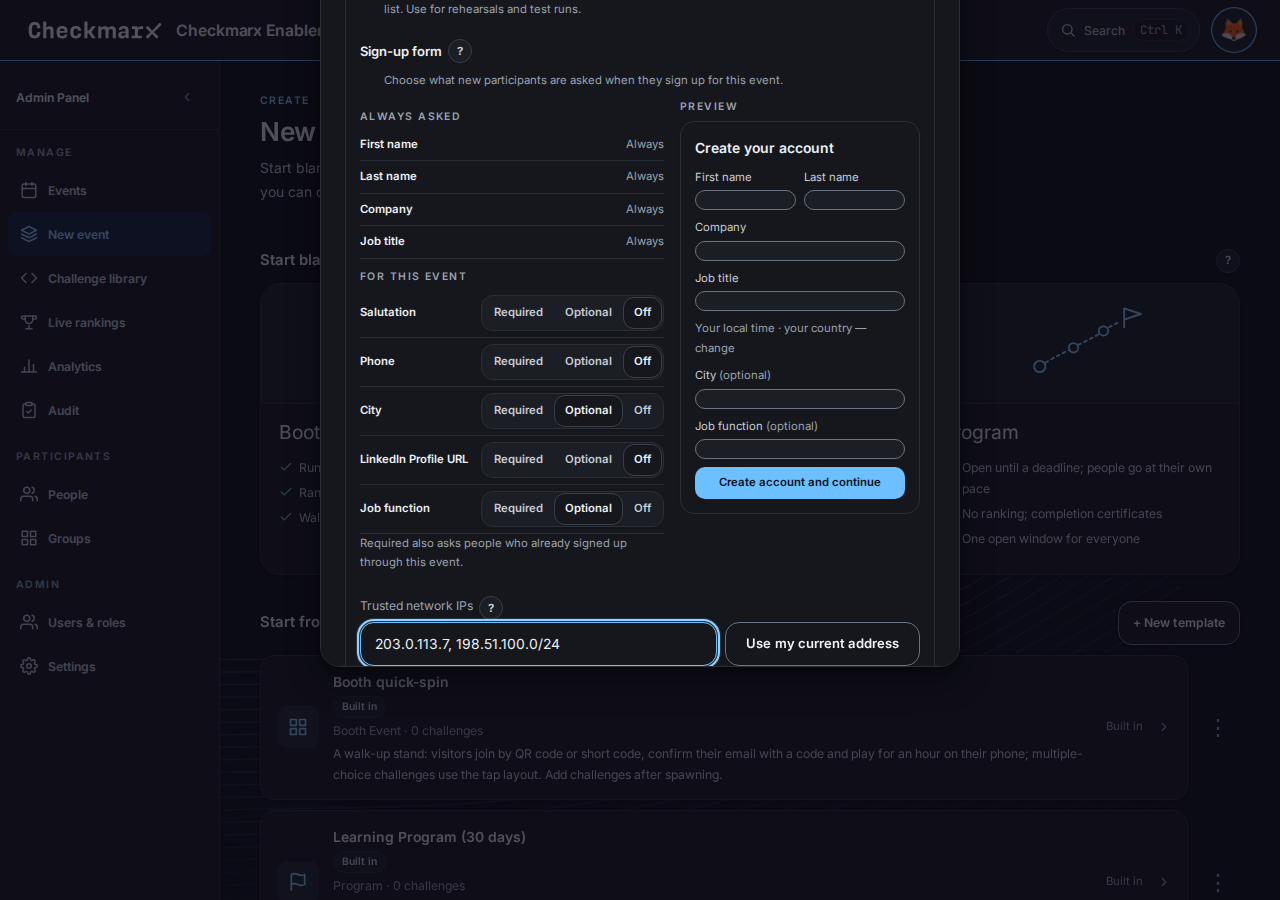 Checkmarx Checkmarx Enable
Search Ctrl K
Admin Panel
MANAGE
Events
New event
Challenge library
Live rankings
Analytics
Audit
PARTICIPANTS
People
Groups
ADMIN
Users & roles
Settings
CREATE
New
Start blan
you can c
Start bla
Boot
Run
Ran
Wal
list. Use for rehearsals and test runs.
Sign-up form ?
Choose what new participants are asked when they sign up for this event.
ALWAYS ASKED
First name Always
Last name Always
Company Always
Job title Always
FOR THIS EVENT
Salutation Required Optional Off
Phone Required Optional Off
City Required Optional Off
LinkedIn Profile URL Required Optional Off
Job function Required Optional Off
Required also asks people who already signed up
through this event.
PREVIEW
Create your account
First name Last name
Company
Job title
Your local time · your country —
change
City (optional)
Job function (optional)
Create account and continue
Trusted network IPs ?
203.0.113.7, 198.51.100.0/24
Use my current address
?
rogram
Open until a deadline; people go at their own
pace
No ranking; completion certificates
One open window for everyone
Start fro
+ New template
Booth quick-spin
Built in
Booth Event · 0 challenges
A walk-up stand: visitors join by QR code or short code, confirm their email with a code and play for an hour on their phone; multiple-
choice challenges use the tap layout. Add challenges after spawning.
Built in
Learning Program (30 days)
Built in
Program · 0 challenges
Built in